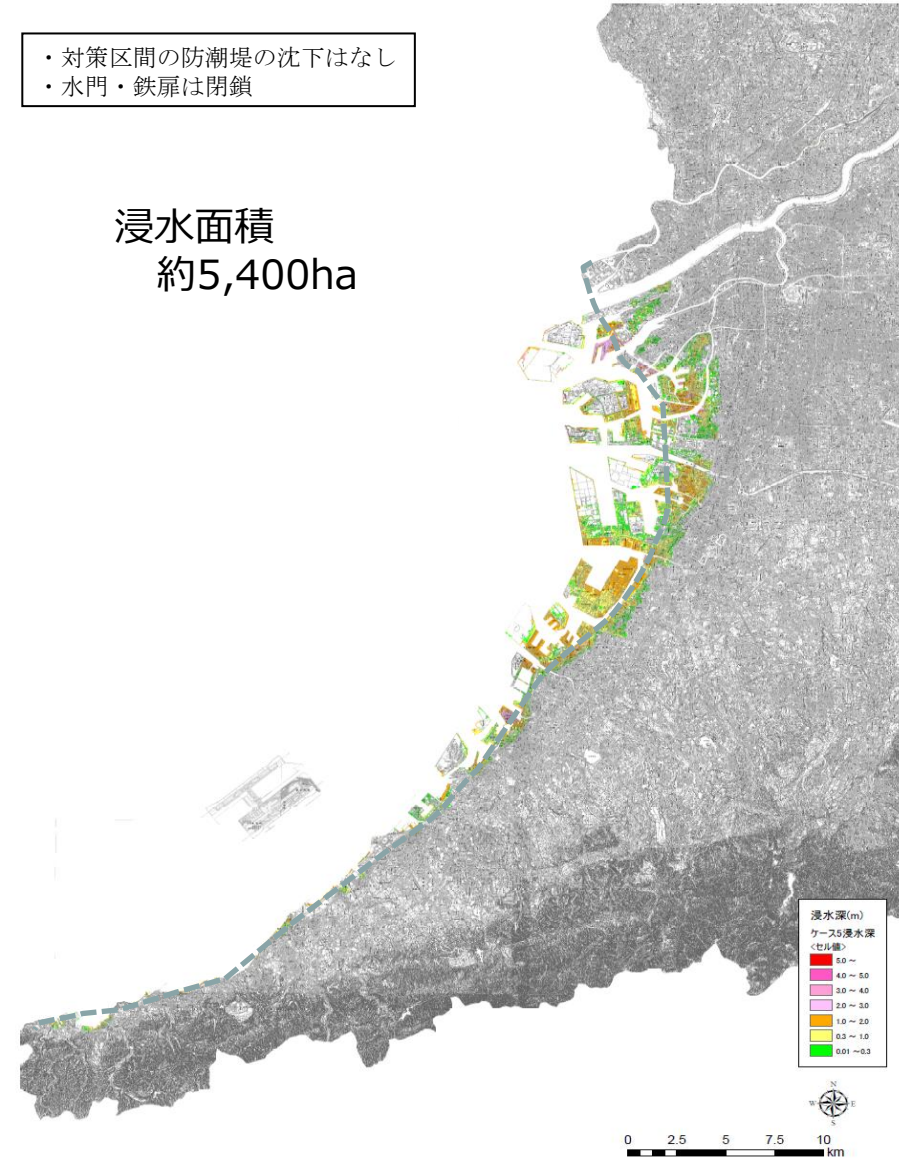 ・対策区間の防潮堤の沈下はなし
・水門・鉄扉は閉鎖
浸水面積
約5,400ha
浸水深(m)
ケース5浸水深
<セル値>
5.0 ～
4.0 ～ 5.0
3.0 ～ 4.0
2.0 ～ 3.0
1.0 ～ 2.0
0.3 ～ 1.0
0.01 ～0.3
N
W E
S
0 2.5 5 7.5 10
km